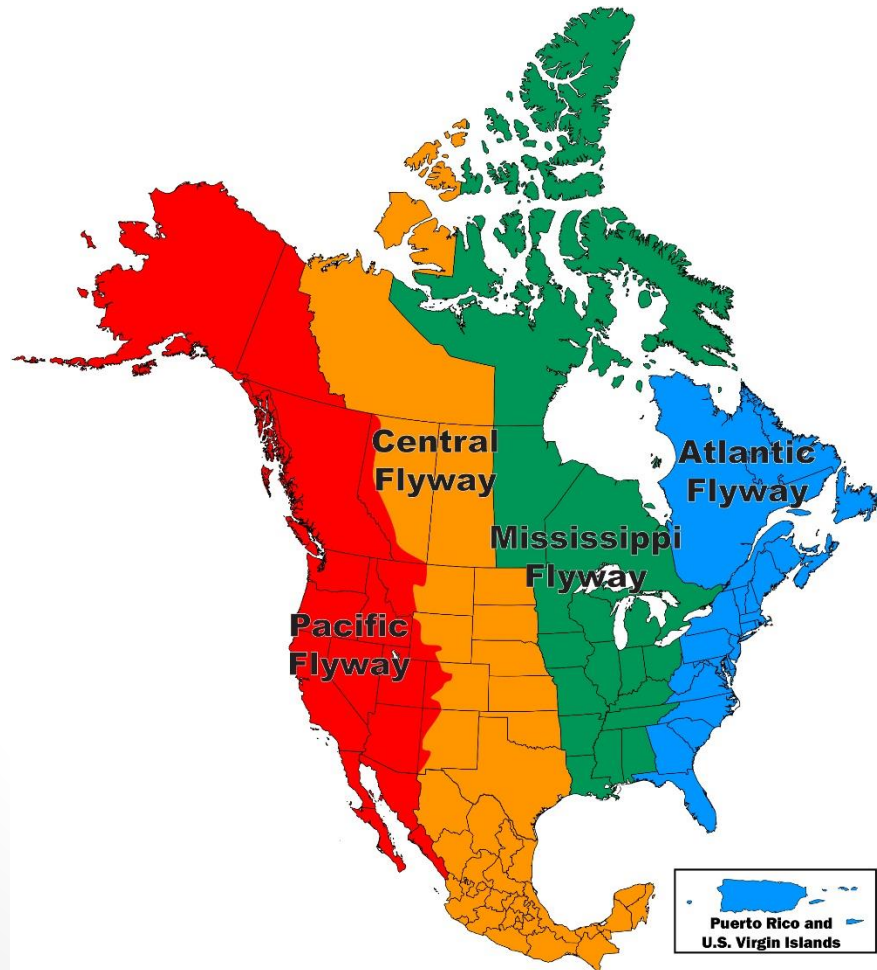 Central
Flyway
Atlantic
Flyway
Mississippi
Flyway
Pacific
Flyway
Puerto Rico and
U.S. Virgin Islands